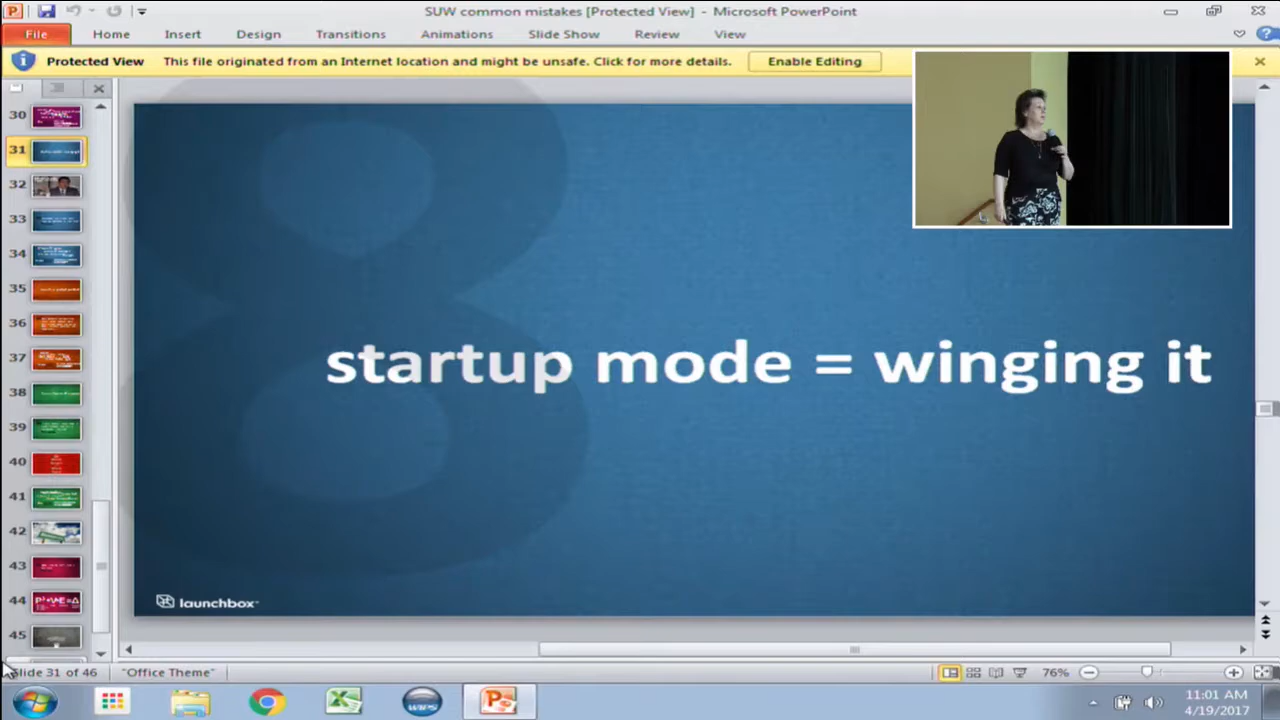 SUW common mistakes [Protected View] - Microsoft PowerPoint
File Home Insert Design Transitions Animations Slide Show Review View
Protected View This file originated from an Internet location and might be unsafe. Click for more details. Enable Editing
30
31
32
33
34
35
36
37
38
39
40
41
42
43
44
45
8
startup mode = winging it
launchbox
Slide 31 of 46 "Office Theme" 76%
WIPS
11:01 AM
4/19/2017